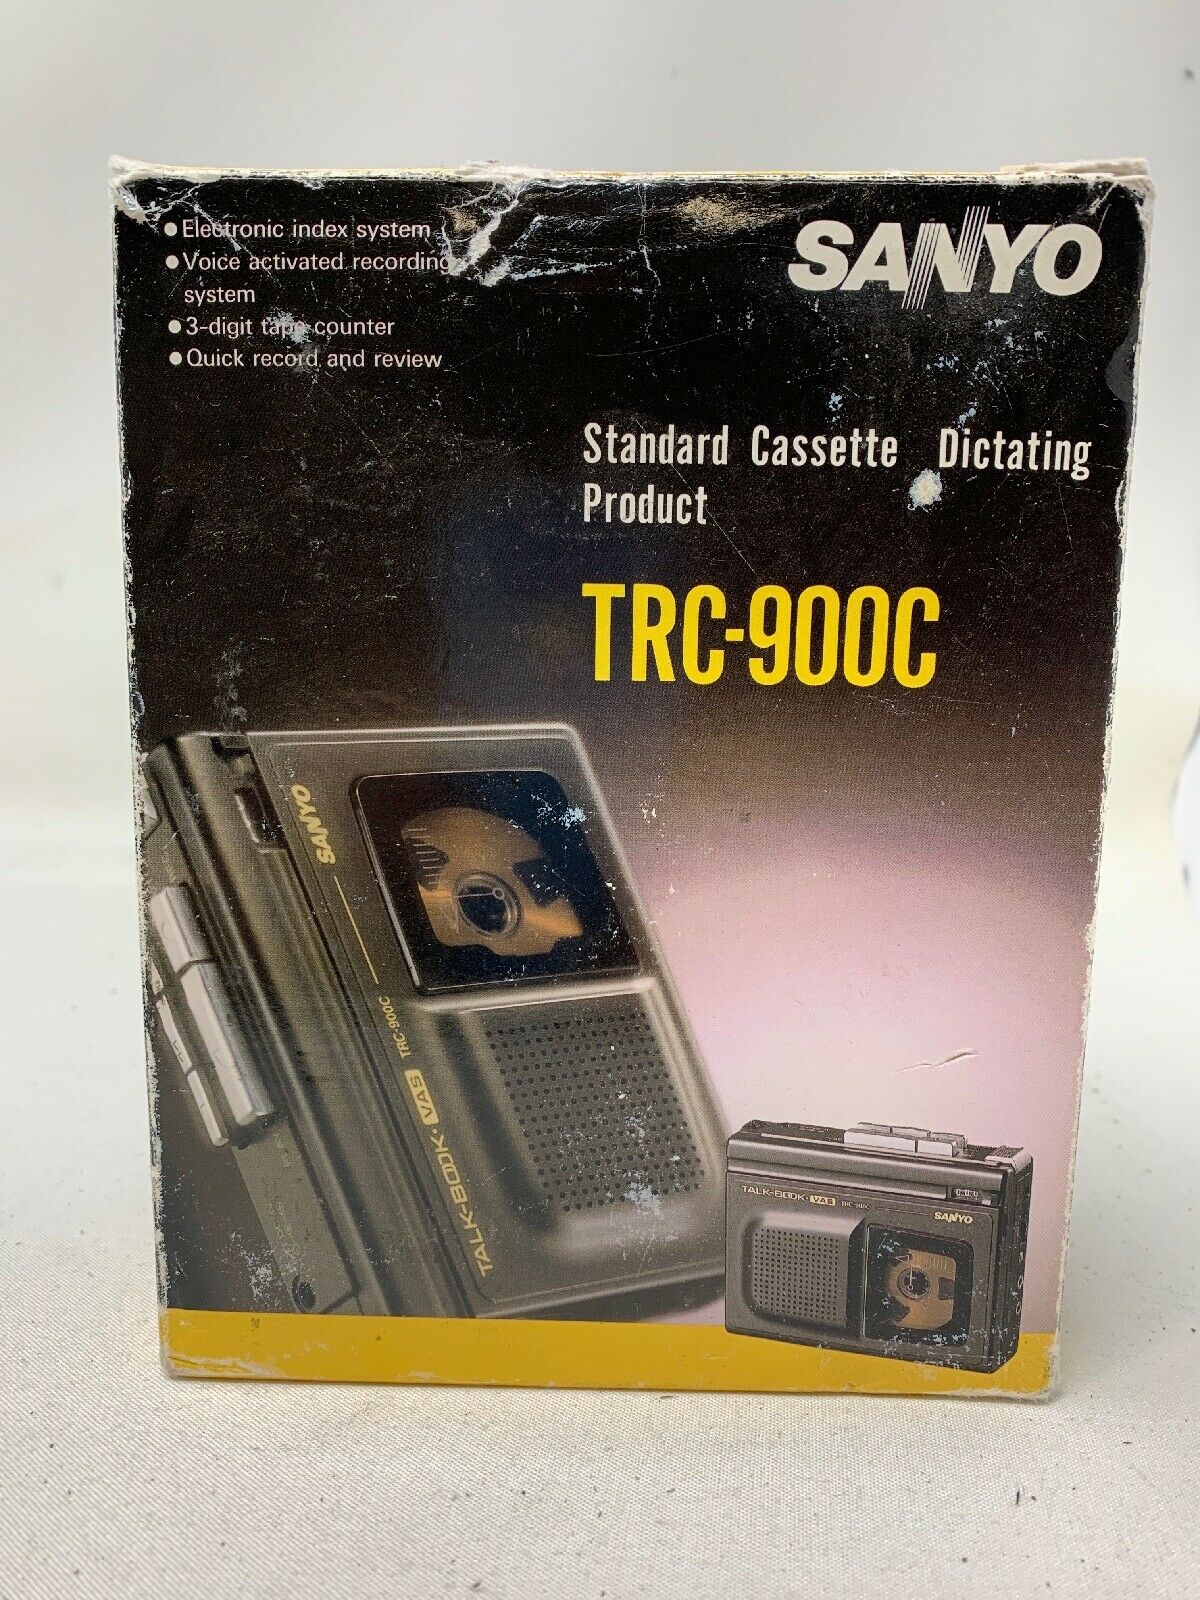 ● Electronic index system
● Voice activated recording
system
● 3-digit tape counter
● Quick record and review
SANYO
Standard Cassette Dictating
Product
TRC-900C
SANYO
TALK-BOOK・VAS TRC-900C
TALK-BOOK・VAS TRC-900C
SANYO